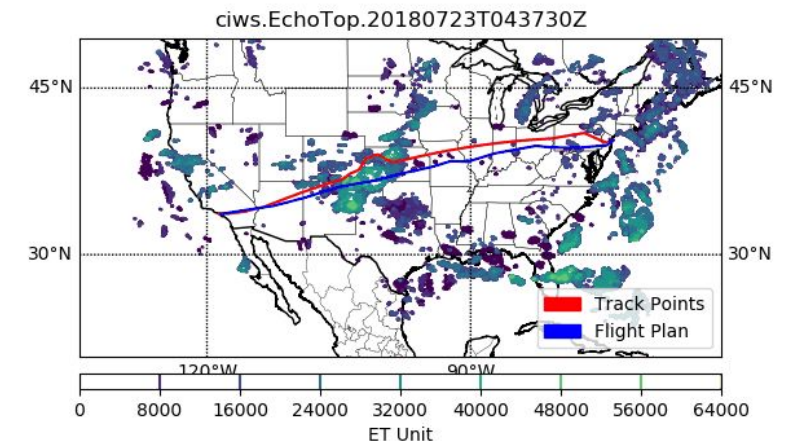 ciws.EchoTop.20180723T043730Z
45°N 45°N
30°N 30°N
Track Points
Flight Plan
120°W 90°W
0 8000 16000 24000 32000 40000 48000 56000 64000
ET Unit